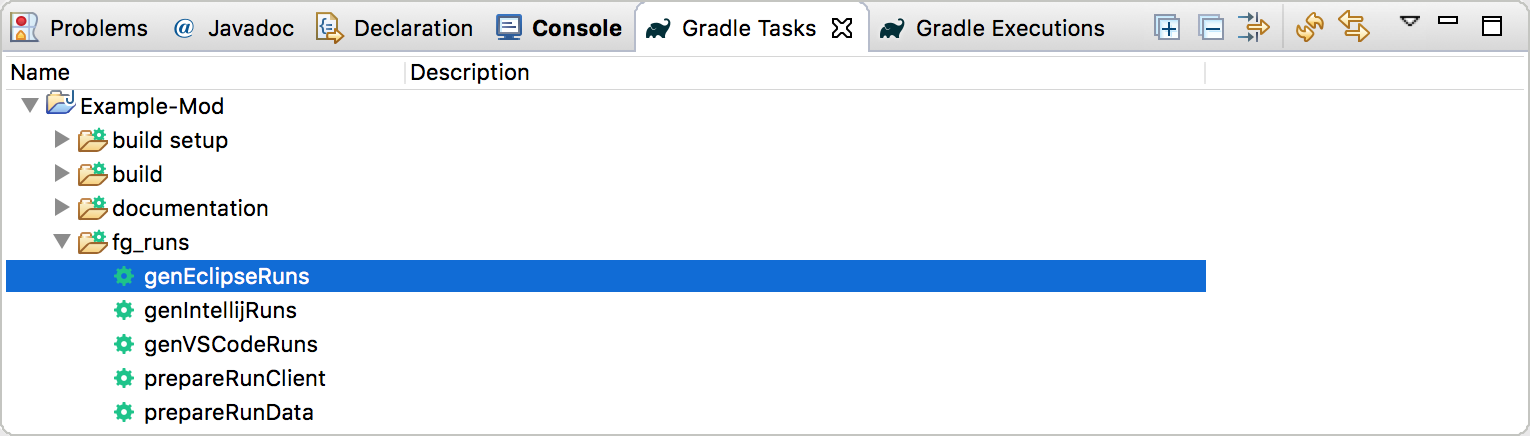 Problems @ Javadoc Declaration Console Gradle Tasks Gradle Executions
Name Description
Example-Mod
build setup
build
documentation
fg_runs
genEclipseRuns
genIntellijRuns
genVSCodeRuns
prepareRunClient
prepareRunData